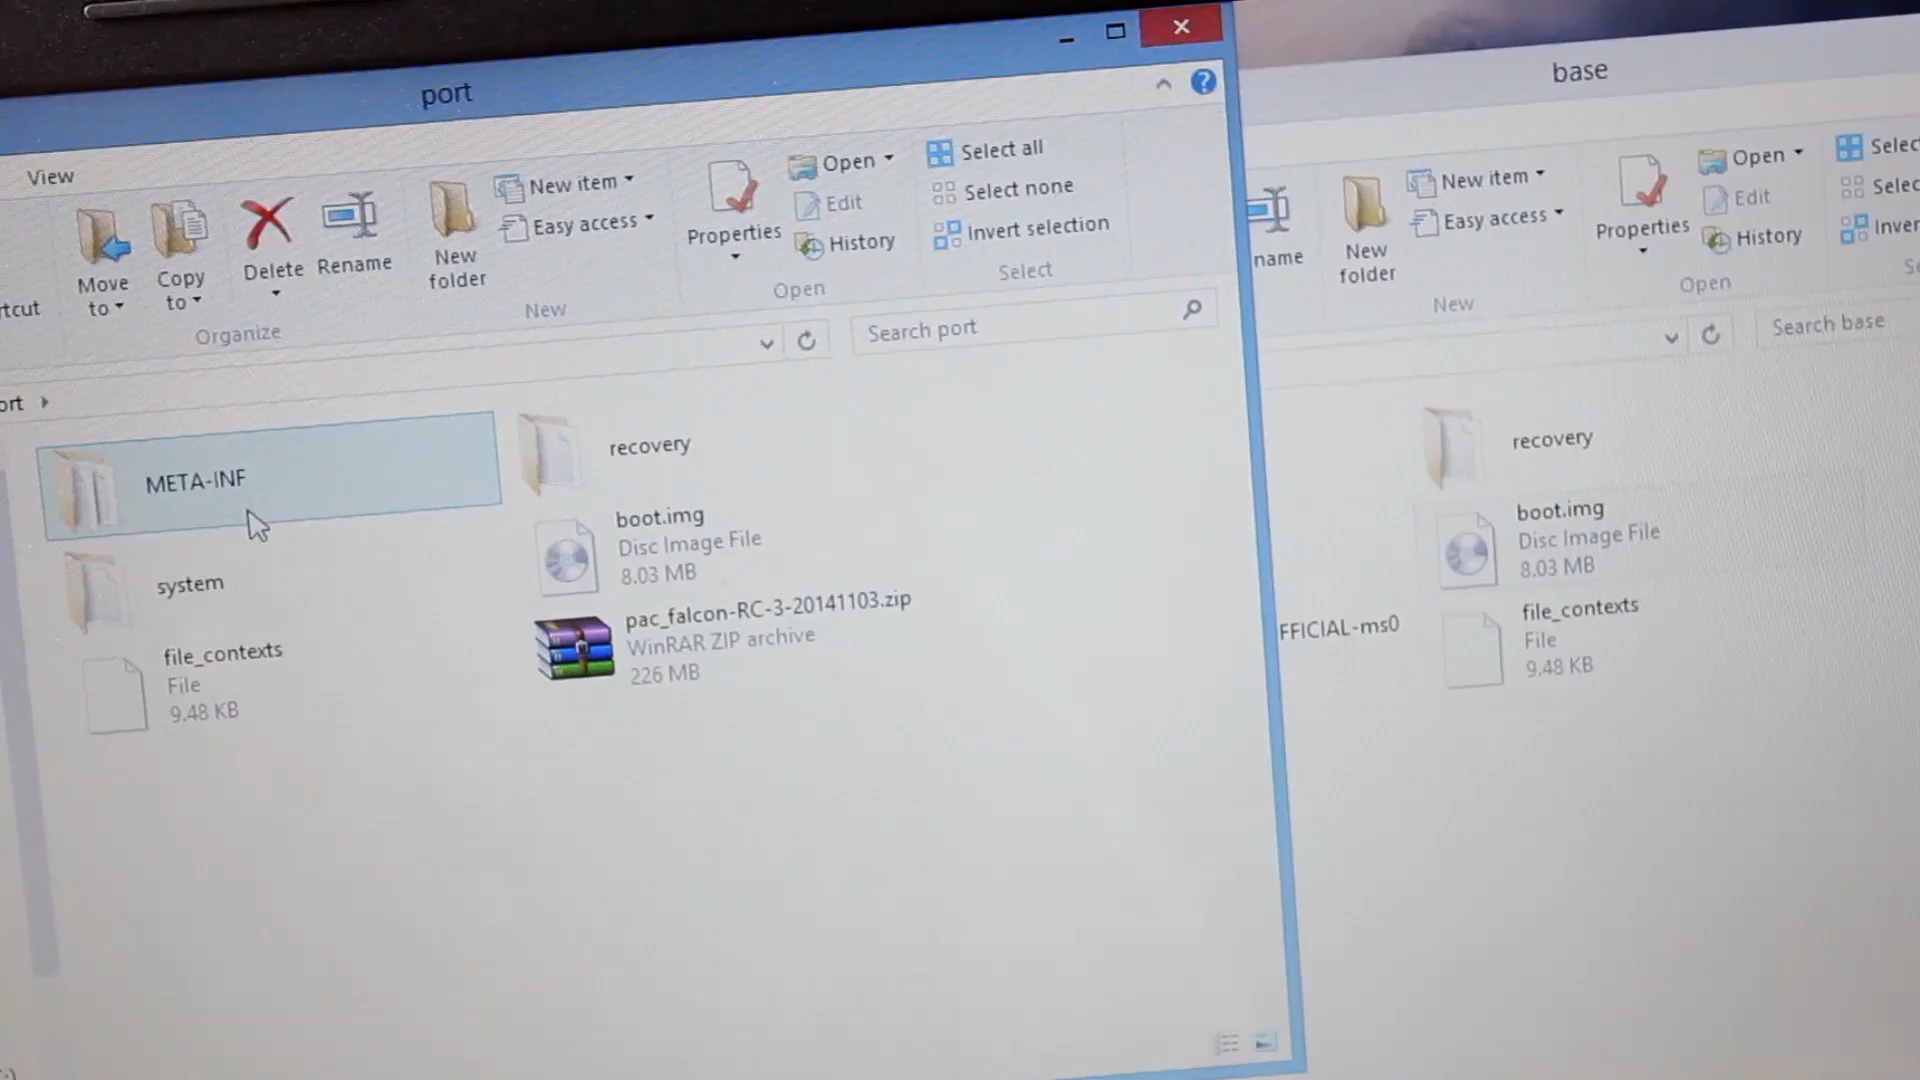 port
View
rtcut
Move to
Copy to
Delete
Rename
Organize
New folder
New item
Easy access
New
Properties
Open
Edit
History
Open
Select all
Select none
Invert selection
Select
ort
Search port
META-INF
system
file_contexts
File
9.48 KB
recovery
boot.img
Disc Image File
8.03 MB
pac_falcon-RC-3-20141103.zip
WinRAR ZIP archive
226 MB
base
name
New folder
New item
Easy access
New
Properties
Open
Edit
History
Open
Selec
Selec
Inver
Search base
recovery
boot.img
Disc Image File
8.03 MB
FFICIAL-ms0
file_contexts
File
9.48 KB